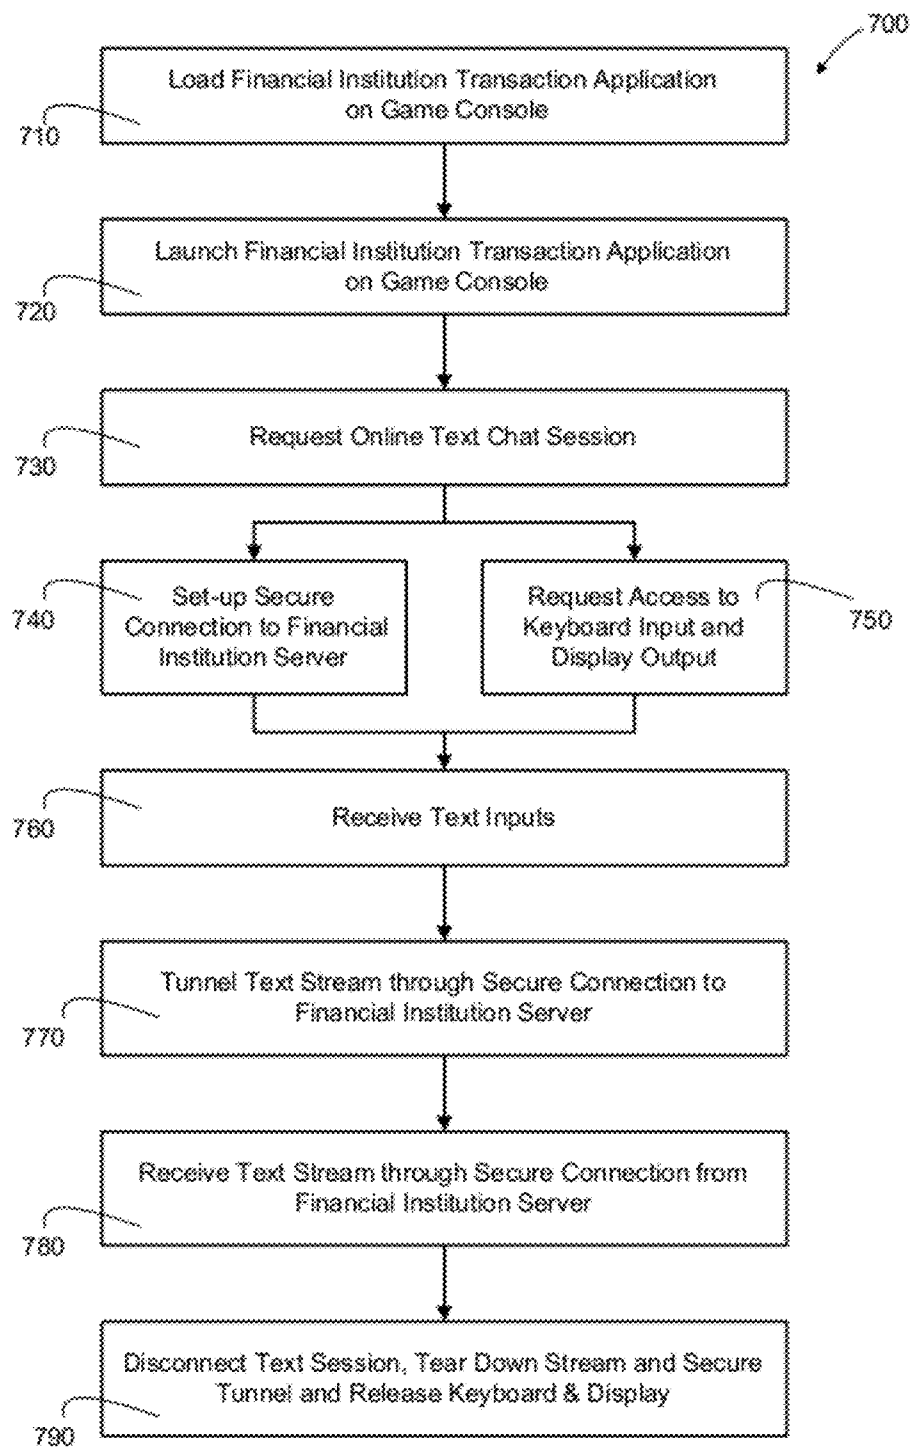 700
Load Financial Institution Transaction Application
on Game Console
710
Launch Financial Institution Transaction Application
on Game Console
720
Request Online Text Chat Session
730
Set-up Secure
Connection to Financial
Institution Server
740
Request Access to
Keyboard Input and
Display Output
750
Receive Text Inputs
760
Tunnel Text Stream through Secure Connection to
Financial Institution Server
770
Receive Text Stream through Secure Connection from
Financial Institution Server
780
Disconnect Text Session, Tear Down Stream and Secure
Tunnel and Release Keyboard & Display
790